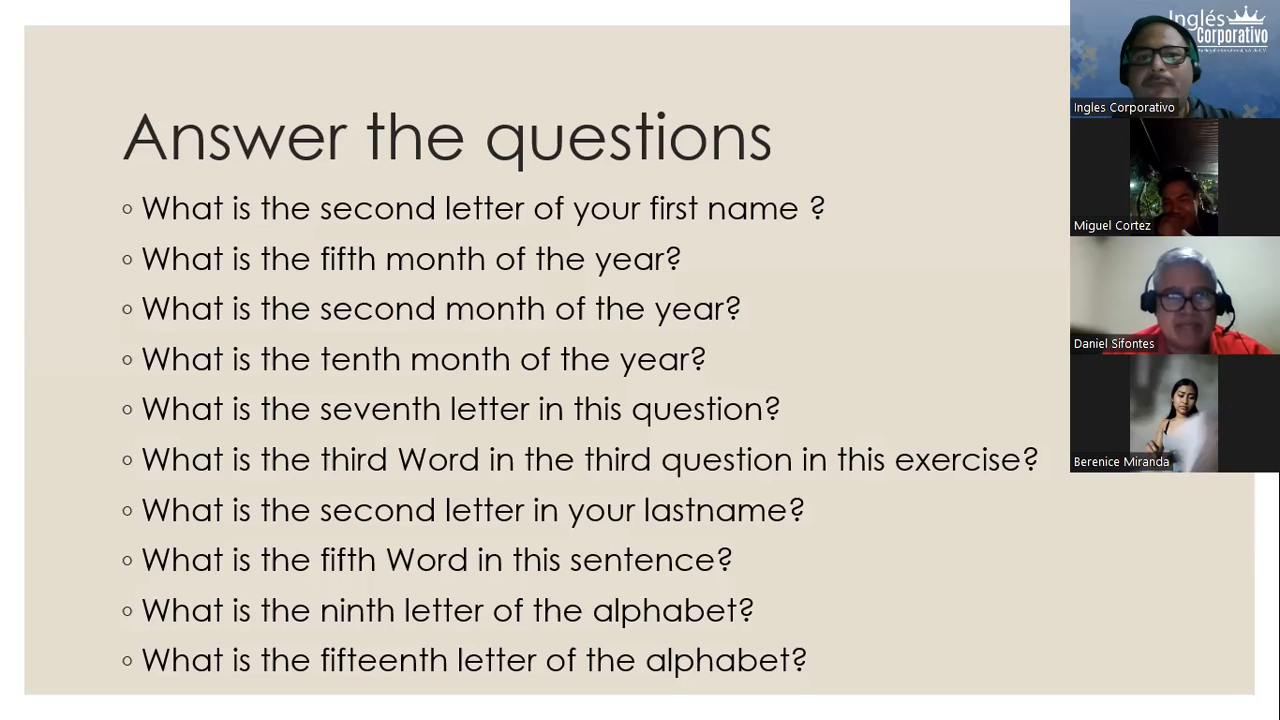 Answer the questions
◦ What is the second letter of your first name ?
◦ What is the fifth month of the year?
◦ What is the second month of the year?
◦ What is the tenth month of the year?
◦ What is the seventh letter in this question?
◦ What is the third Word in the third question in this exercise?
◦ What is the second letter in your lastname?
◦ What is the fifth Word in this sentence?
◦ What is the ninth letter of the alphabet?
◦ What is the fifteenth letter of the alphabet?
Inglés
Corporativo
Ingles Corporativo
Miguel Cortez
Daniel Sifontes
Berenice Miranda